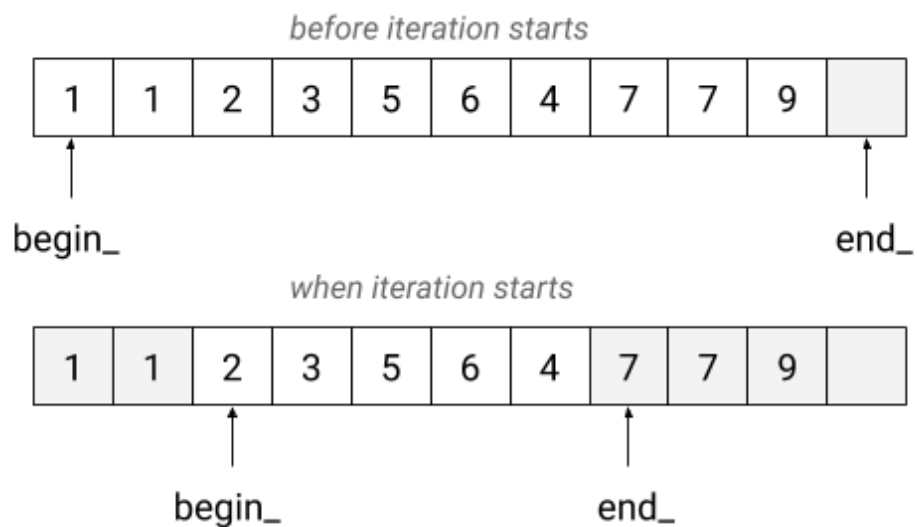 before iteration starts
1 1 2 3 5 6 4 7 7 9
begin_ end_
when iteration starts
1 1 2 3 5 6 4 7 7 9
begin_ end_